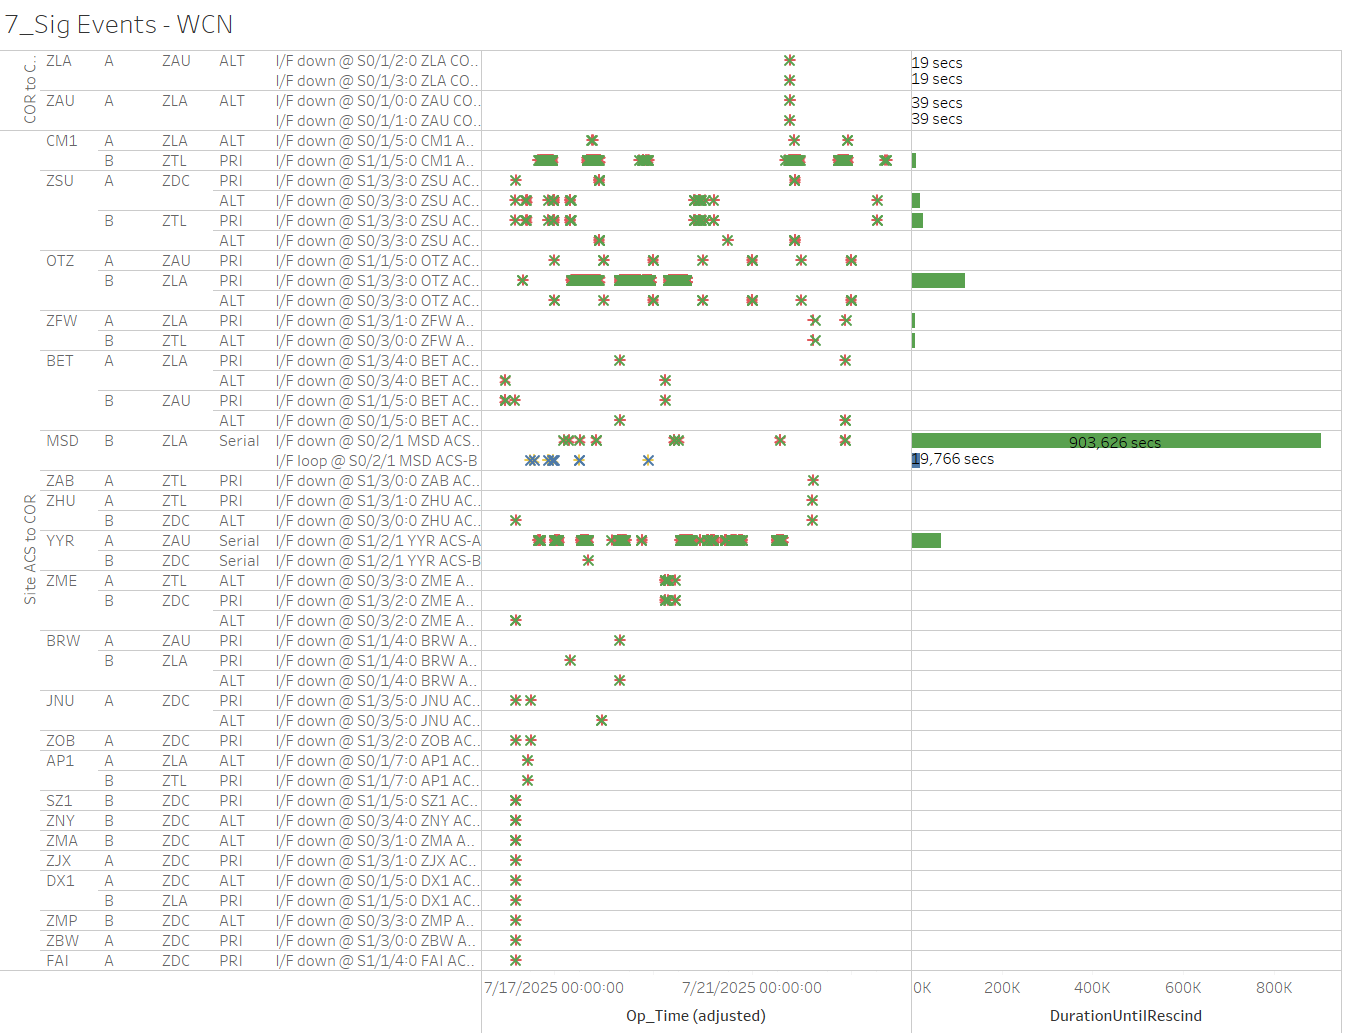 7_Sig Events - WCN
COR to C..
ZLA A ZAU ALT I/F down @ S0/1/2:0 ZLA CO.. 19 secs
I/F down @ S0/1/3:0 ZLA CO.. 19 secs
ZAU A ZLA ALT I/F down @ S0/1/0:0 ZAU CO.. 39 secs
I/F down @ S0/1/1:0 ZAU CO.. 39 secs
Site ACS to COR
CM1 A ZLA ALT I/F down @ S0/1/5:0 CM1 A..
B ZTL PRI I/F down @ S1/1/5:0 CM1 A..
ZSU A ZDC PRI I/F down @ S1/3/3:0 ZSU AC..
ALT I/F down @ S0/3/3:0 ZSU AC..
B ZTL PRI I/F down @ S1/3/3:0 ZSU AC..
ALT I/F down @ S0/3/3:0 ZSU AC..
OTZ A ZAU PRI I/F down @ S1/1/5:0 OTZ AC..
B ZLA PRI I/F down @ S1/3/3:0 OTZ AC..
ALT I/F down @ S0/3/3:0 OTZ AC..
ZFW A ZLA PRI I/F down @ S1/3/1:0 ZFW A..
B ZTL ALT I/F down @ S0/3/0:0 ZFW A..
BET A ZLA PRI I/F down @ S1/3/4:0 BET AC..
ALT I/F down @ S0/3/4:0 BET AC..
B ZAU PRI I/F down @ S1/1/5:0 BET AC..
ALT I/F down @ S0/1/5:0 BET AC..
MSD B ZLA Serial I/F down @ S0/2/1 MSD ACS.. 903,626 secs
I/F loop @ S0/2/1 MSD ACS-B 19,766 secs
ZAB A ZTL PRI I/F down @ S1/3/0:0 ZAB AC..
ZHU A ZTL PRI I/F down @ S1/3/1:0 ZHU AC..
B ZDC ALT I/F down @ S0/3/0:0 ZHU AC..
YYR A ZAU Serial I/F down @ S1/2/1 YYR ACS-A
B ZDC Serial I/F down @ S1/2/1 YYR ACS-B
ZME A ZTL ALT I/F down @ S0/3/3:0 ZME A..
B ZDC PRI I/F down @ S1/3/2:0 ZME A..
ALT I/F down @ S0/3/2:0 ZME A..
BRW A ZAU PRI I/F down @ S1/1/4:0 BRW A..
B ZLA PRI I/F down @ S1/1/4:0 BRW A..
ALT I/F down @ S0/1/4:0 BRW A..
JNU A ZDC PRI I/F down @ S1/3/5:0 JNU AC..
ALT I/F down @ S0/3/5:0 JNU AC..
ZOB A ZDC PRI I/F down @ S1/3/2:0 ZOB AC..
AP1 A ZLA ALT I/F down @ S0/1/7:0 AP1 AC..
B ZTL PRI I/F down @ S1/1/7:0 AP1 AC..
SZ1 B ZDC PRI I/F down @ S1/1/5:0 SZ1 AC..
ZNY B ZDC ALT I/F down @ S0/3/4:0 ZNY AC..
ZMA B ZDC ALT I/F down @ S0/3/1:0 ZMA A..
ZJX A ZDC PRI I/F down @ S1/3/1:0 ZJX AC..
DX1 A ZDC ALT I/F down @ S0/1/5:0 DX1 AC..
B ZLA PRI I/F down @ S1/1/5:0 DX1 AC..
ZMP B ZDC ALT I/F down @ S0/3/3:0 ZMP A..
ZBW A ZDC PRI I/F down @ S1/3/0:0 ZBW A..
FAI A ZDC PRI I/F down @ S1/1/4:0 FAI AC..
7/17/2025 00:00:00 7/21/2025 00:00:00 0K 200K 400K 600K 800K
Op_Time (adjusted) DurationUntilRescind